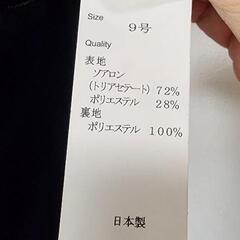 Size
9号
Quality
表地
ソアロン
(トリアセテート) 72%
ポリエステル 28%
裏地
ポリエステル 100%
日本製